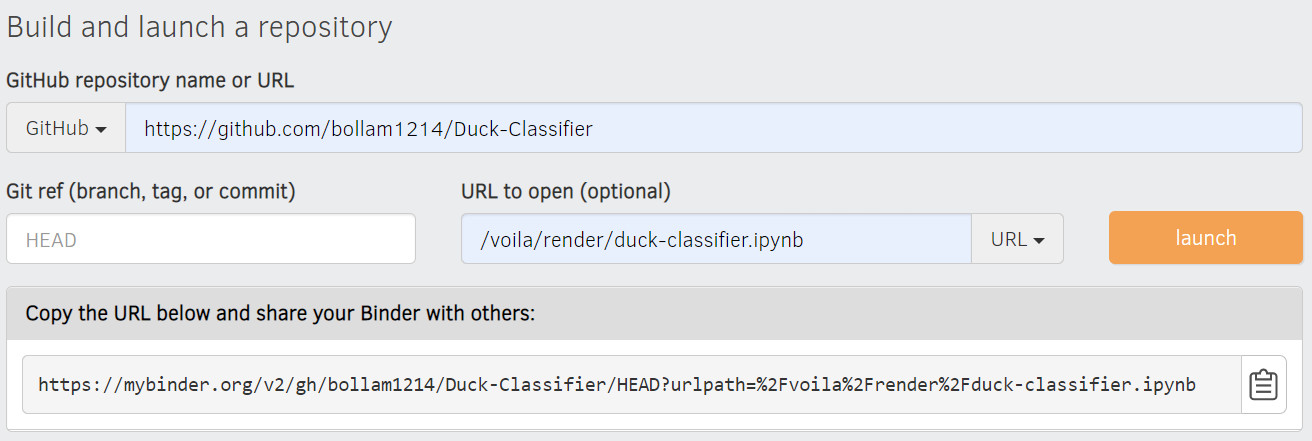 Build and launch a repository
GitHub repository name or URL
GitHub
https://github.com/bollam1214/Duck-Classifier
Git ref (branch, tag, or commit)
URL to open (optional)
HEAD
/voila/render/duck-classifier.ipynb
URL
launch
Copy the URL below and share your Binder with others:
https://mybinder.org/v2/gh/bollam1214/Duck-Classifier/HEAD?urlpath=%2Fvoila%2Frender%2Fduck-classifier.ipynb